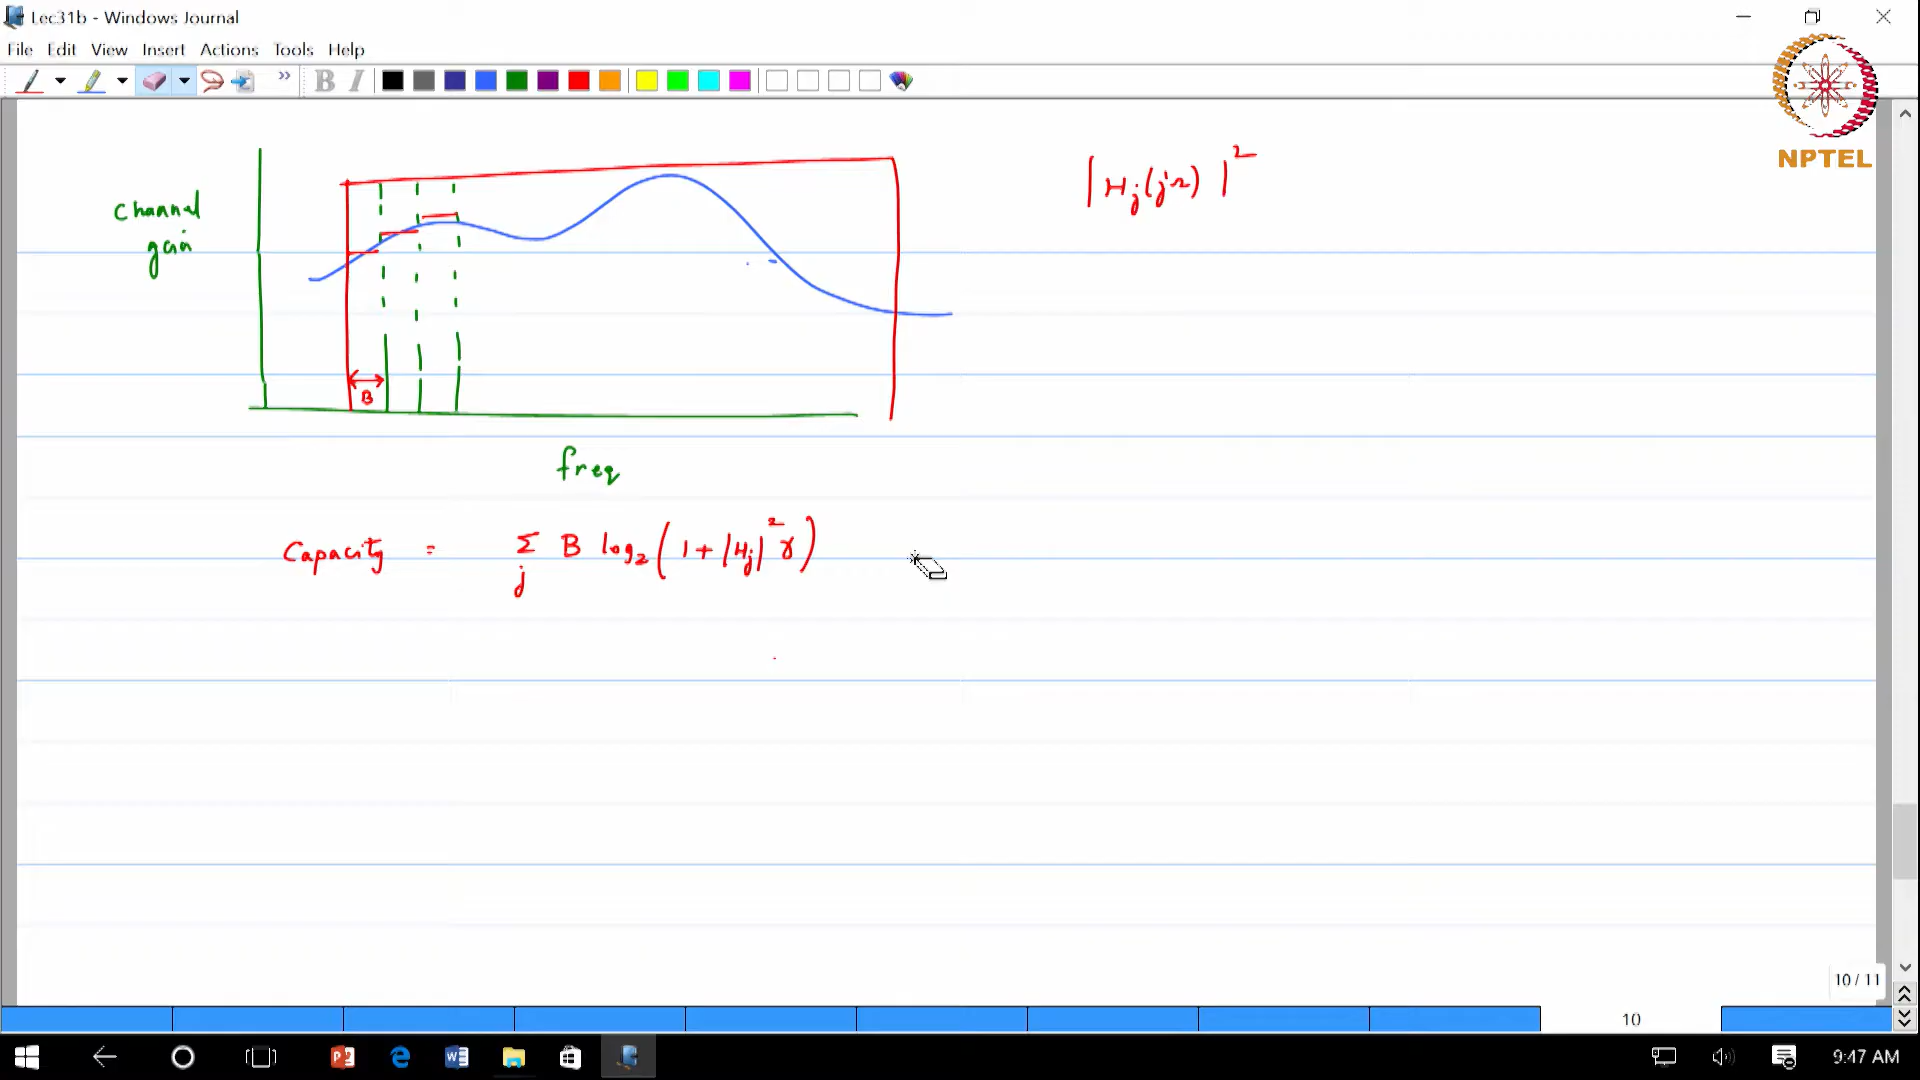 Lec31b - Windows Journal
File Edit View Insert Actions Tools Help
B I
NPTEL
Channel
gain
|Hj(jΩ)|²
B
freq
Capacity = Σj B log₂(1+|Hj|²γ)
10 / 11
10
9:47 AM